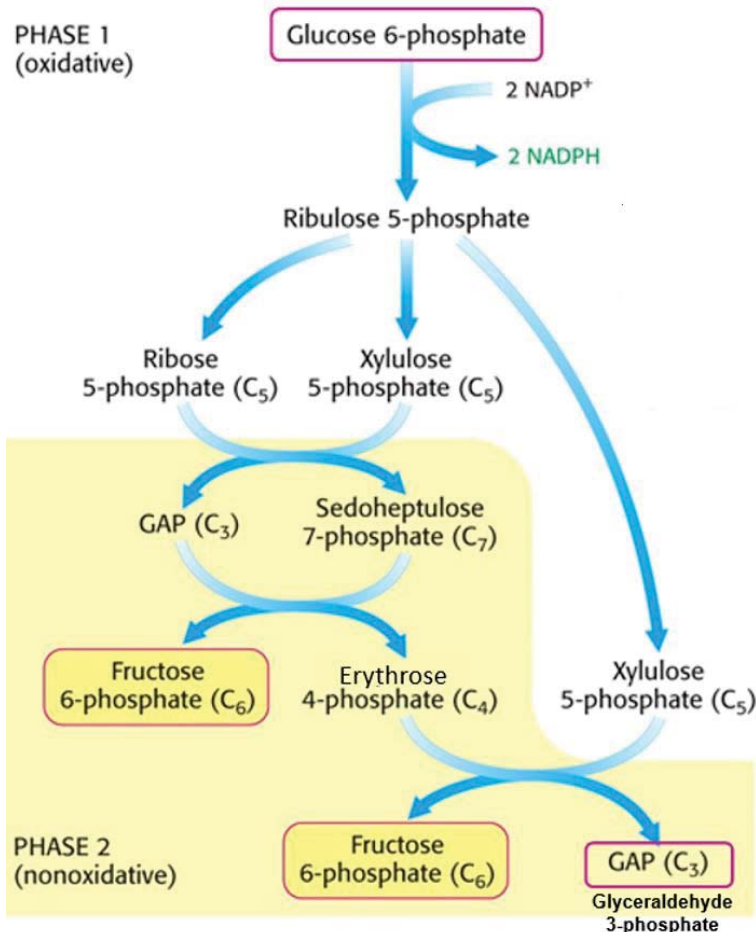 PHASE 1
(oxidative)
Glucose 6-phosphate
2 NADP⁺
2 NADPH
Ribulose 5-phosphate
Ribose
5-phosphate (C₅)
Xylulose
5-phosphate (C₅)
GAP (C₃)
Sedoheptulose
7-phosphate (C₇)
Fructose
6-phosphate (C₆)
Erythrose
4-phosphate (C₄)
Xylulose
5-phosphate (C₅)
PHASE 2
(nonoxidative)
Fructose
6-phosphate (C₆)
GAP (C₃)
Glyceraldehyde
3-phosphate